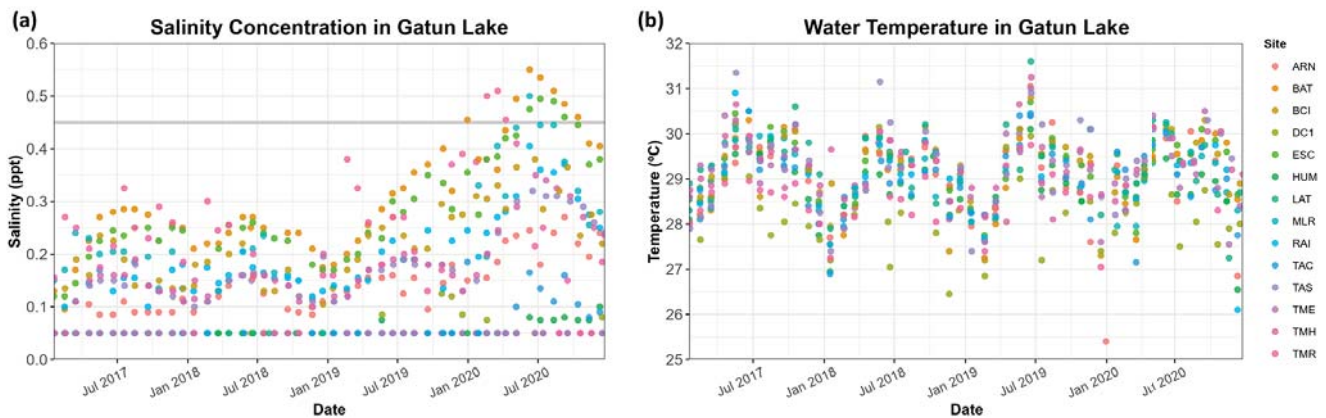 (a)
Salinity Concentration in Gatun Lake
0.6
0.5
0.4
0.3
0.2
0.1
0.0
Salinity (ppt)
Jul 2017
Jan 2018
Jul 2018
Jan 2019
Jul 2019
Jan 2020
Jul 2020
Date
(b)
Water Temperature in Gatun Lake
32
31
30
29
28
27
26
25
Temperature (ºC)
Jul 2017
Jan 2018
Jul 2018
Jan 2019
Jul 2019
Jan 2020
Jul 2020
Date
Site
ARN
BAT
BCI
DC1
ESC
HUM
LAT
MLR
RAI
TAC
TAS
TME
TMH
TMR